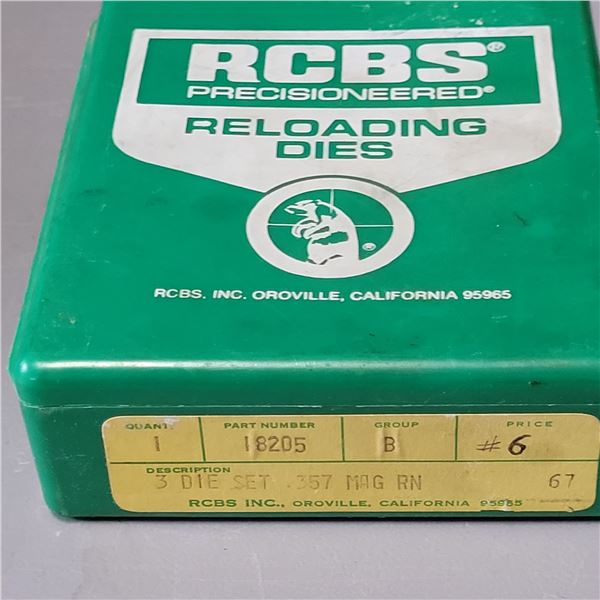 RCBS®
PRECISIONEERED®
RELOADING
DIES
®
RCBS, INC. OROVILLE, CALIFORNIA 95965
QUANT. PART NUMBER GROUP PRICE
1 18205 B #6
DESCRIPTION
3 DIE SET .357 MAG RN 67
RCBS INC., OROVILLE, CALIFORNIA 95965